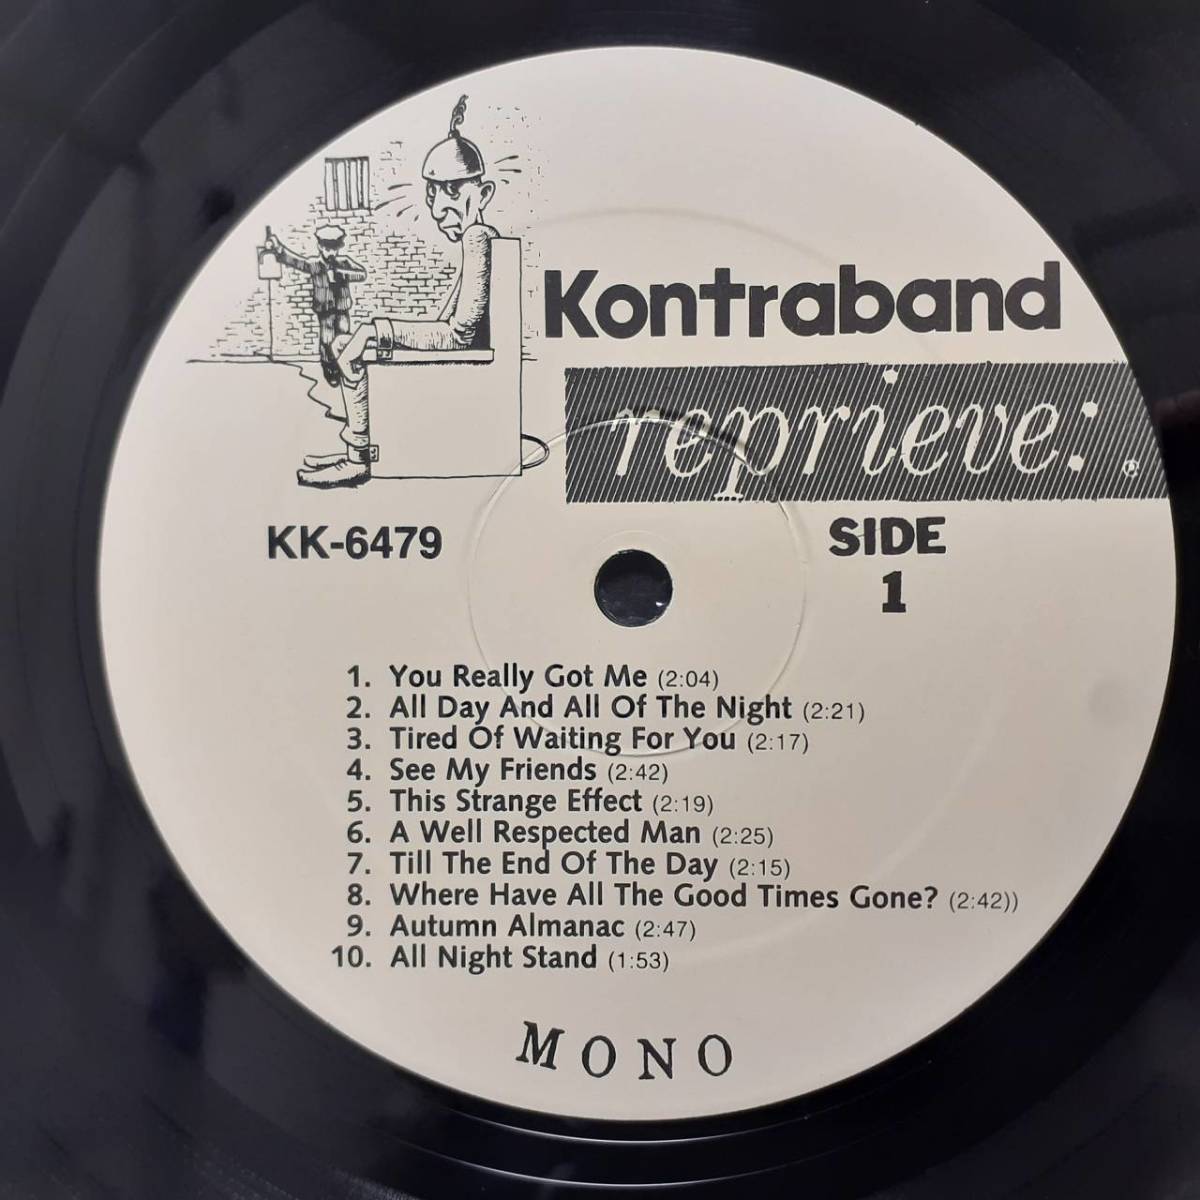 Kontraband
reprieve:.
®
KK-6479
SIDE
1
1. You Really Got Me (2:04)
2. All Day And All Of The Night (2:21)
3. Tired Of Waiting For You (2:17)
4. See My Friends (2:42)
5. This Strange Effect (2:19)
6. A Well Respected Man (2:25)
7. Till The End Of The Day (2:15)
8. Where Have All The Good Times Gone? (2:42))
9. Autumn Almanac (2:47)
10. All Night Stand (1:53)
MONO